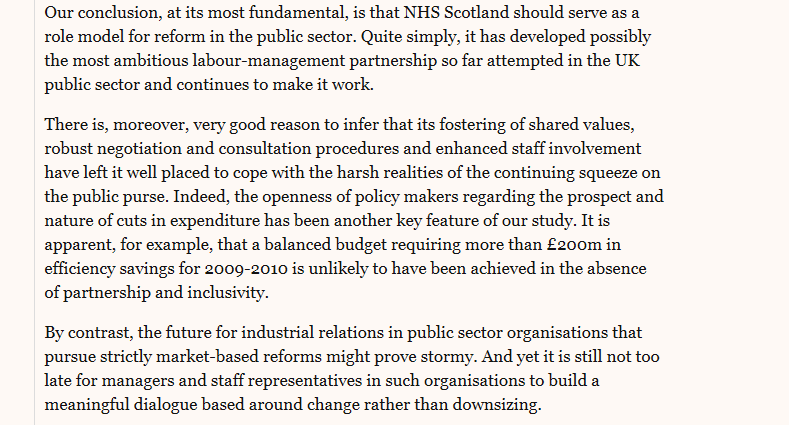 Our conclusion, at its most fundamental, is that NHS Scotland should serve as a
role model for reform in the public sector. Quite simply, it has developed possibly
the most ambitious labour-management partnership so far attempted in the UK
public sector and continues to make it work.
There is, moreover, very good reason to infer that its fostering of shared values,
robust negotiation and consultation procedures and enhanced staff involvement
have left it well placed to cope with the harsh realities of the continuing squeeze on
the public purse. Indeed, the openness of policy makers regarding the prospect and
nature of cuts in expenditure has been another key feature of our study. It is
apparent, for example, that a balanced budget requiring more than £200m in
efficiency savings for 2009-2010 is unlikely to have been achieved in the absence
of partnership and inclusivity.
By contrast, the future for industrial relations in public sector organisations that
pursue strictly market-based reforms might prove stormy. And yet it is still not too
late for managers and staff representatives in such organisations to build a
meaningful dialogue based around change rather than downsizing.